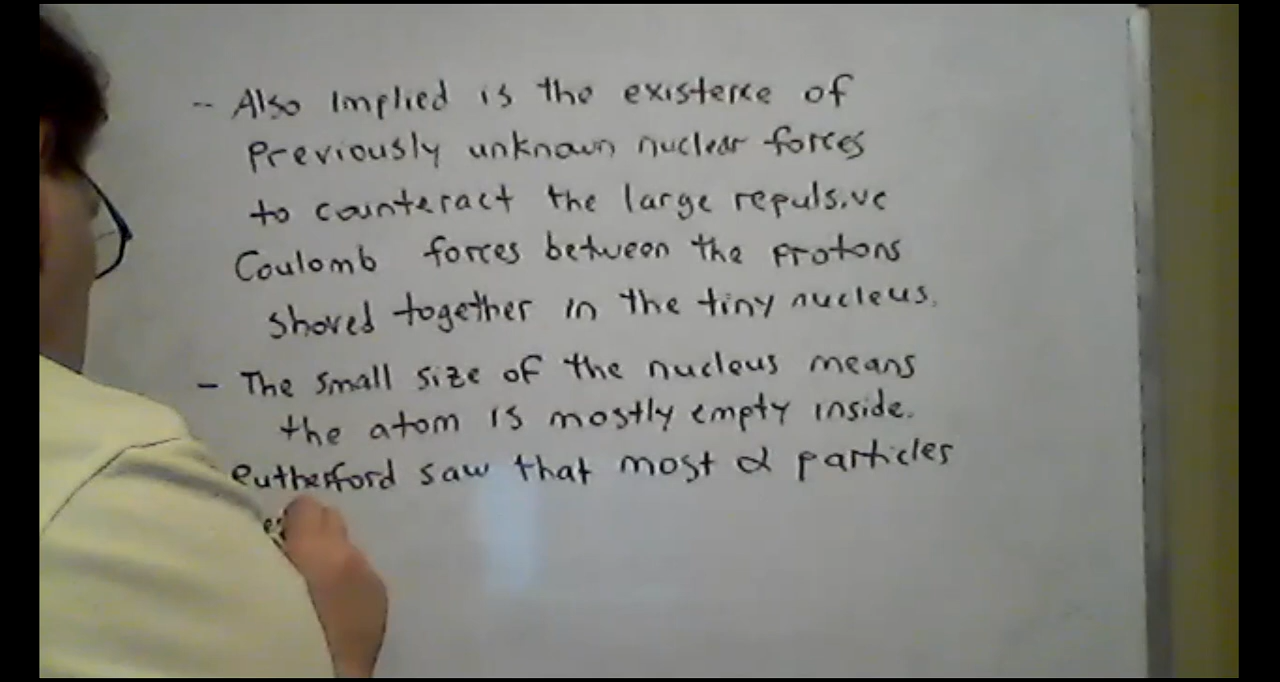 - Also implied is the existence of
previously unknown nuclear forces
to counteract the large repulsive
Coulomb forces between the protons
shoved together in the tiny nucleus.
- The small size of the nucleus means
the atom is mostly empty inside.
Rutherford saw that most α particles